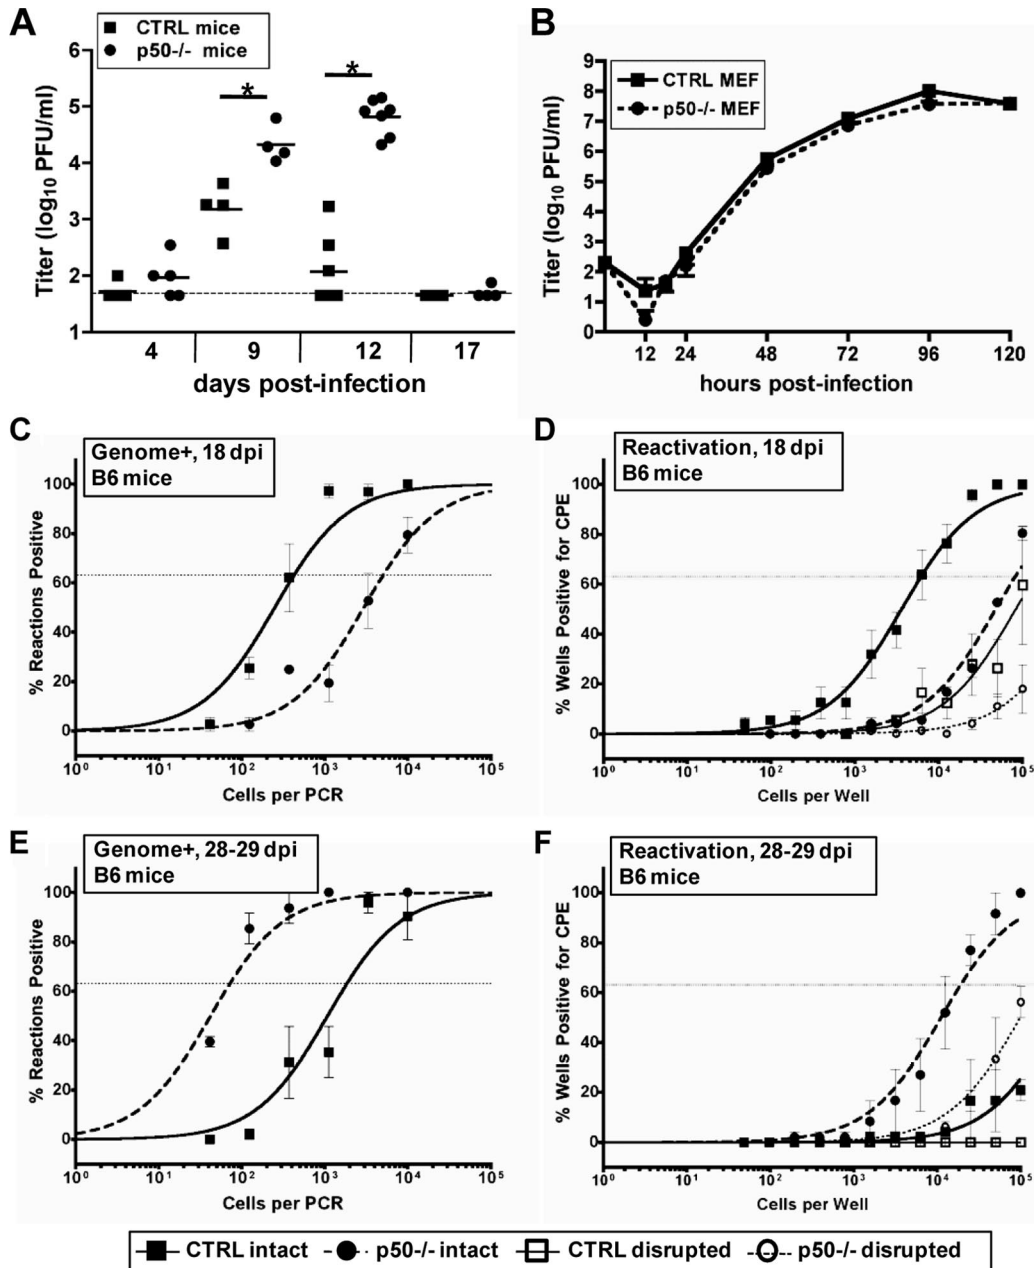 A
CTRL mice
p50-/- mice
6
5
4
3
2
1
Titer (log10 PFU/ml)
*
*
4
9
12
17
days post-infection
B
CTRL MEF
p50-/- MEF
9
8
7
6
5
4
3
2
1
0
Titer (log10 PFU/ml)
12
24
48
72
96
120
hours post-infection
C
Genome+, 18 dpi
B6 mice
100
80
60
40
20
0
% Reactions Positive
10^0
10^1
10^2
10^3
10^4
10^5
Cells per PCR
D
Reactivation, 18 dpi
B6 mice
100
80
60
40
20
0
% Wells Positive for CPE
10^0
10^1
10^2
10^3
10^4
10^5
Cells per Well
E
Genome+, 28-29 dpi
B6 mice
100
80
60
40
20
0
% Reactions Positive
10^0
10^1
10^2
10^3
10^4
10^5
Cells per PCR
F
Reactivation, 28-29 dpi
B6 mice
100
80
60
40
20
0
% Wells Positive for CPE
10^0
10^1
10^2
10^3
10^4
10^5
Cells per Well
CTRL intact
p50-/- intact
CTRL disrupted
p50-/- disrupted